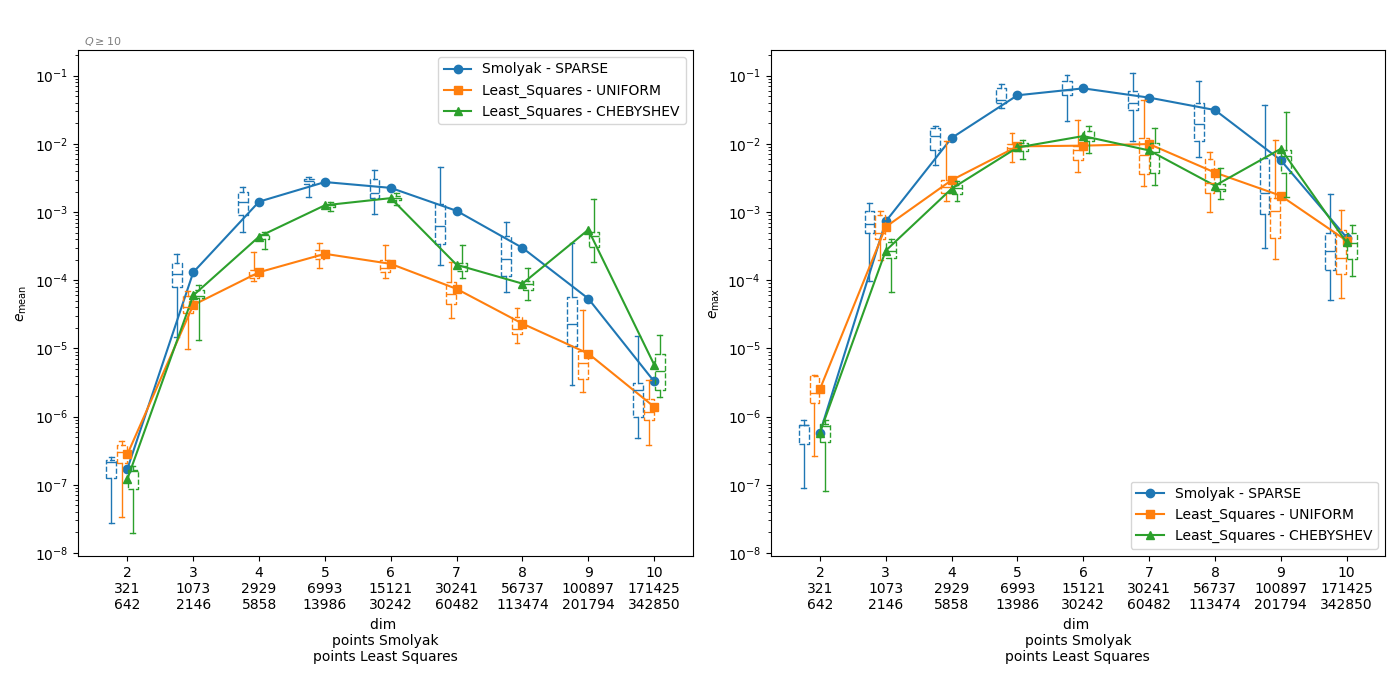 Q ≥ 10
Smolyak - SPARSE
Least_Squares - UNIFORM
Least_Squares - CHEBYSHEV
10⁻¹
10⁻²
10⁻³
10⁻⁴
10⁻⁵
10⁻⁶
10⁻⁷
10⁻⁸
e_mean
2 3 4 5 6 7 8 9 10
321 1073 2929 6993 15121 30241 56737 100897 171425
642 2146 5858 13986 30242 60482 113474 201794 342850
dim
points Smolyak
points Least Squares
10⁻¹
10⁻²
10⁻³
10⁻⁴
10⁻⁵
10⁻⁶
10⁻⁷
10⁻⁸
e_max
Smolyak - SPARSE
Least_Squares - UNIFORM
Least_Squares - CHEBYSHEV
2 3 4 5 6 7 8 9 10
321 1073 2929 6993 15121 30241 56737 100897 171425
642 2146 5858 13986 30242 60482 113474 201794 342850
dim
points Smolyak
points Least Squares